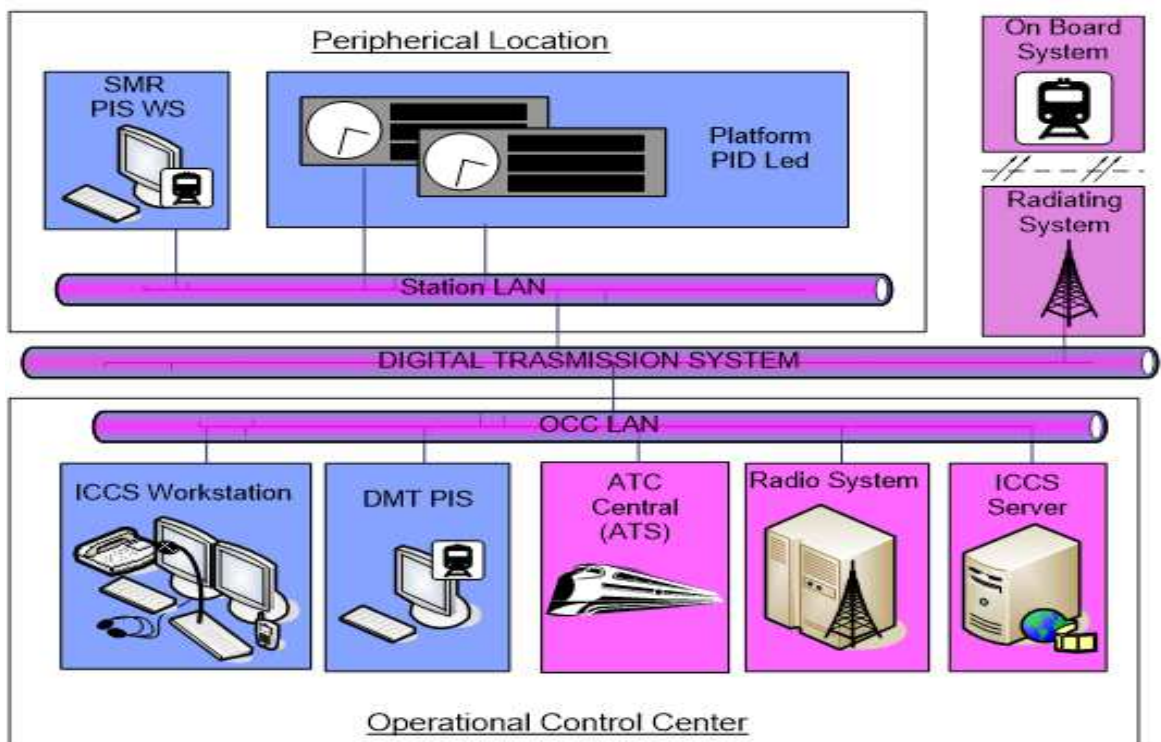 Peripherical Location
SMR
PIS WS
Platform
PID Led
On Board
System
Radiating
System
Station LAN
DIGITAL TRASMISSION SYSTEM
OCC LAN
ICCS Workstation
DMT PIS
ATC
Central
(ATS)
Radio System
ICCS
Server
Operational Control Center